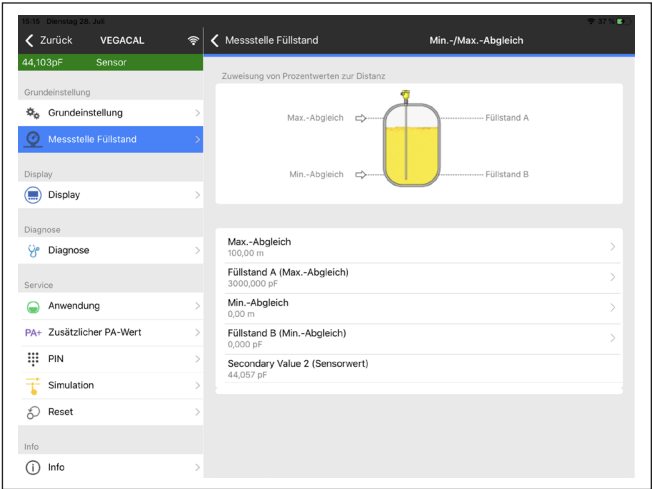 15:15 Dienstag 28. Juli
37 %
Zurück VEGACAL
Messstelle Füllstand
Min.-/Max.-Abgleich
44,103pF Sensor
Grundeinstellung
Grundeinstellung
Messstelle Füllstand
Display
Display
Diagnose
Diagnose
Service
Anwendung
PA+ Zusätzlicher PA-Wert
PIN
Simulation
Reset
Info
Info
Zuweisung von Prozentwerten zur Distanz
Max.-Abgleich
Füllstand A
Min.-Abgleich
Füllstand B
Max.-Abgleich
100,00 m
Füllstand A (Max.-Abgleich)
3000,000 pF
Min.-Abgleich
0,00 m
Füllstand B (Min.-Abgleich)
0,000 pF
Secondary Value 2 (Sensorwert)
44,057 pF